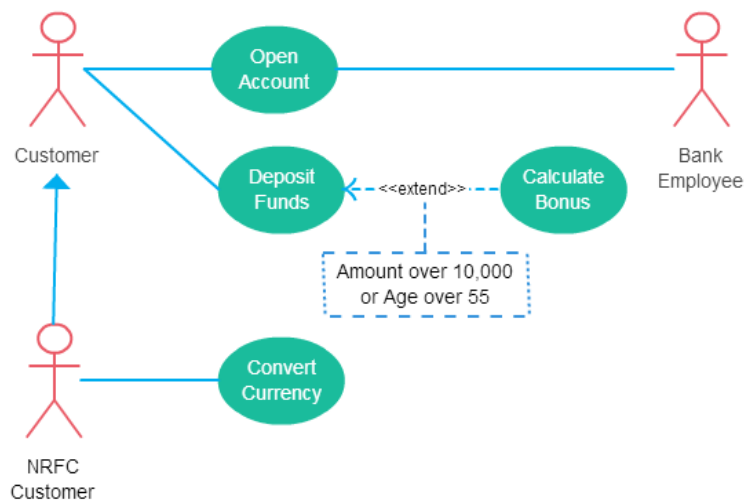 Open
Account
Customer
Bank
Employee
Deposit
Funds
<<extend>>
Calculate
Bonus
Amount over 10,000
or Age over 55
Convert
Currency
NRFC
Customer